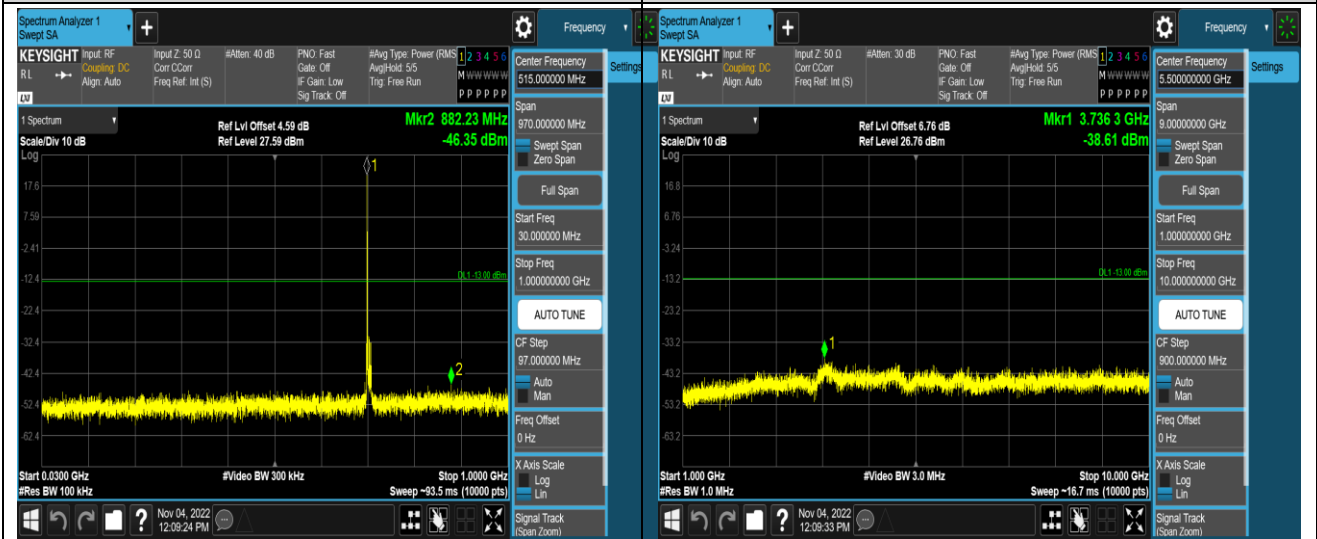 Spectrum Analyzer 1
Swept SA
+
Frequency
KEYSIGHT
RL
LXI
Input: RF
Coupling: DC
Align: Auto
Input Z: 50 Ω
Corr CCorr
Freq Ref: Int (S)
#Atten: 40 dB
PNO: Fast
Gate: Off
IF Gain: Low
Sig Track: Off
#Avg Type: Power (RMS
Avg|Hold: 5/5
Trig: Free Run
1 2 3 4 5 6
M W W W W W
P P P P P P
Center Frequency
515.000000 MHz
Settings
Span
970.000000 MHz
Swept Span
Zero Span
Full Span
Start Freq
30.000000 MHz
Stop Freq
1.000000000 GHz
AUTO TUNE
CF Step
97.000000 MHz
Auto
Man
Freq Offset
0 Hz
X Axis Scale
Log
Lin
Signal Track
(Span Zoom)
1 Spectrum
Scale/Div 10 dB
Log
Ref Lvl Offset 4.59 dB
Ref Level 27.59 dBm
Mkr2 882.23 MHz
-46.35 dBm
1
17.6
7.59
-2.41
DL1 -13.00 dBm
-12.4
-22.4
-32.4
-42.4
2
-52.4
-62.4
Start 0.0300 GHz
#Video BW 300 kHz
Stop 1.0000 GHz
#Res BW 100 kHz
Sweep ~93.5 ms (10000 pts)
?
Nov 04, 2022
12:09:24 PM
Spectrum Analyzer 1
Swept SA
+
Frequency
KEYSIGHT
RL
LXI
Input: RF
Coupling: DC
Align: Auto
Input Z: 50 Ω
Corr CCorr
Freq Ref: Int (S)
#Atten: 30 dB
PNO: Fast
Gate: Off
IF Gain: Low
Sig Track: Off
#Avg Type: Power (RMS
Avg|Hold: 5/5
Trig: Free Run
1 2 3 4 5 6
M W W W W W
P P P P P P
Center Frequency
5.500000000 GHz
Settings
Span
9.00000000 GHz
Swept Span
Zero Span
Full Span
Start Freq
1.000000000 GHz
Stop Freq
10.000000000 GHz
AUTO TUNE
CF Step
900.000000 MHz
Auto
Man
Freq Offset
0 Hz
X Axis Scale
Log
Lin
Signal Track
(Span Zoom)
1 Spectrum
Scale/Div 10 dB
Log
Ref Lvl Offset 6.76 dB
Ref Level 26.76 dBm
Mkr1 3.736 3 GHz
-38.61 dBm
16.8
6.76
-3.24
DL1 -13.00 dBm
-13.2
-23.2
-33.2
1
-43.2
-53.2
-63.2
Start 1.000 GHz
#Video BW 3.0 MHz
Stop 10.000 GHz
#Res BW 1.0 MHz
Sweep ~16.7 ms (10000 pts)
?
Nov 04, 2022
12:09:33 PM